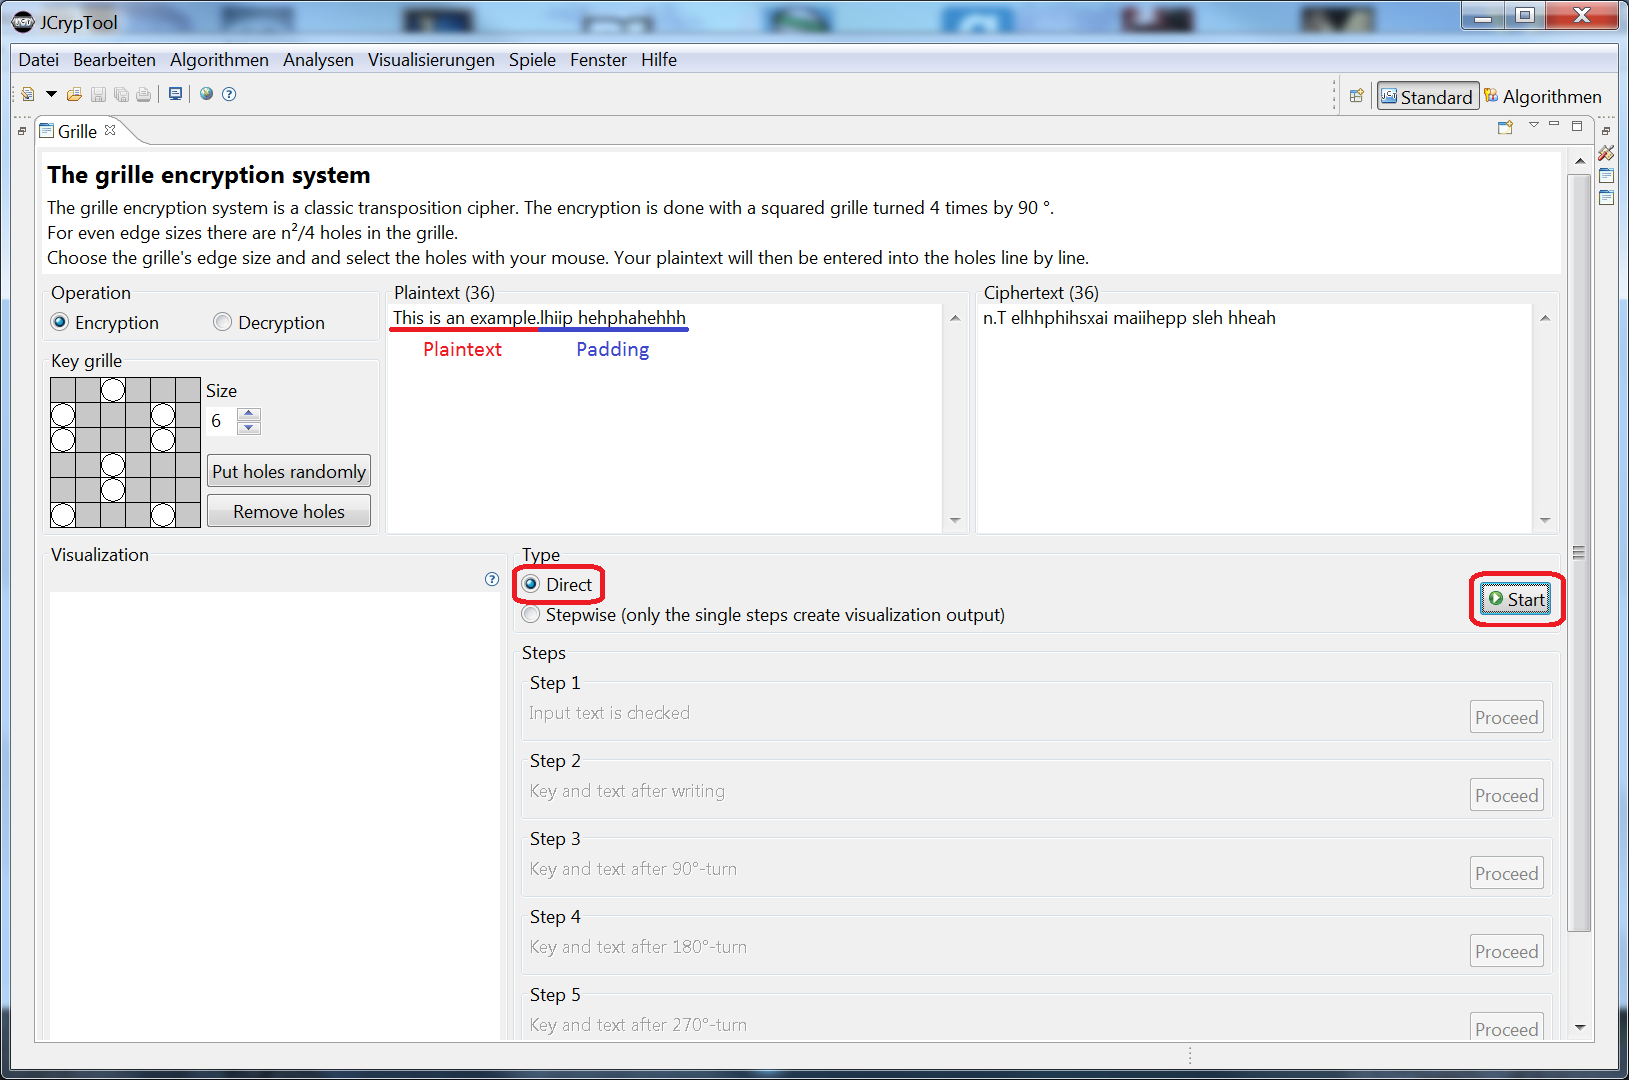 JCrypTool
Datei Bearbeiten Algorithmen Analysen Visualisierungen Spiele Fenster Hilfe
Standard Algorithmen
Grille
The grille encryption system
The grille encryption system is a classic transposition cipher. The encryption is done with a squared grille turned 4 times by 90 °.
For even edge sizes there are n²/4 holes in the grille.
Choose the grille's edge size and and select the holes with your mouse. Your plaintext will then be entered into the holes line by line.
Operation
Encryption Decryption
Key grille
Size
6
Put holes randomly
Remove holes
Plaintext (36)
This is an example.lhiip hehphahehhh
Plaintext Padding
Ciphertext (36)
n.T elhhphihsxai maiihepp sleh hheah
Visualization
Type
Direct
Stepwise (only the single steps create visualization output)
Start
Steps
Step 1
Input text is checked
Proceed
Step 2
Key and text after writing
Proceed
Step 3
Key and text after 90°-turn
Proceed
Step 4
Key and text after 180°-turn
Proceed
Step 5
Key and text after 270°-turn
Proceed